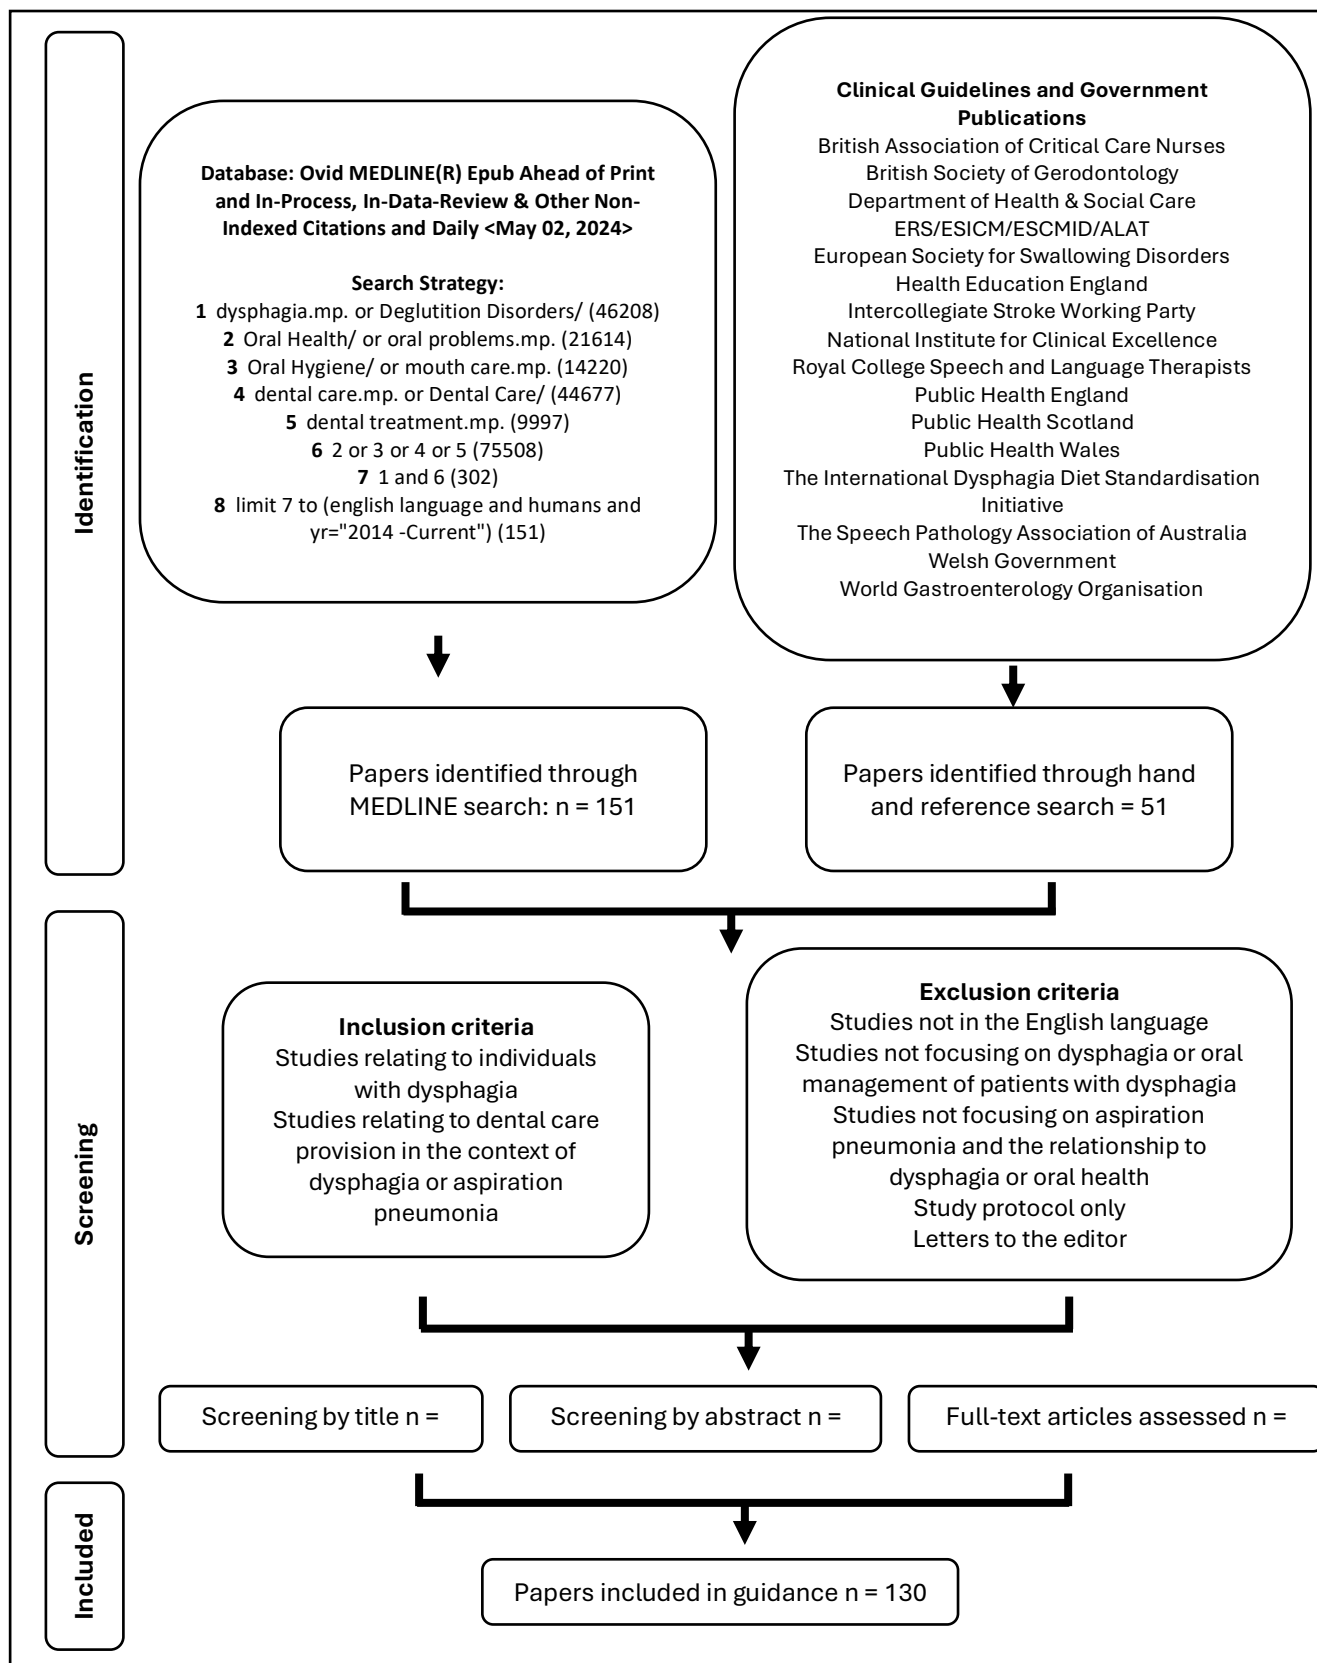 Identification
Database: Ovid MEDLINE(R) Epub Ahead of Print
and In-Process, In-Data-Review & Other Non-
Indexed Citations and Daily <May 02, 2024>
Search Strategy:
1 dysphagia.mp. or Deglutition Disorders/ (46208)
2 Oral Health/ or oral problems.mp. (21614)
3 Oral Hygiene/ or mouth care.mp. (14220)
4 dental care.mp. or Dental Care/ (44677)
5 dental treatment.mp. (9997)
6 2 or 3 or 4 or 5 (75508)
7 1 and 6 (302)
8 limit 7 to (english language and humans and
yr="2014 -Current") (151)
Clinical Guidelines and Government
Publications
British Association of Critical Care Nurses
British Society of Gerodontology
Department of Health & Social Care
ERS/ESICM/ESCMID/ALAT
European Society for Swallowing Disorders
Health Education England
Intercollegiate Stroke Working Party
National Institute for Clinical Excellence
Royal College Speech and Language Therapists
Public Health England
Public Health Scotland
Public Health Wales
The International Dysphagia Diet Standardisation
Initiative
The Speech Pathology Association of Australia
Welsh Government
World Gastroenterology Organisation
Papers identified through
MEDLINE search: n = 151
Papers identified through hand
and reference search = 51
Screening
Inclusion criteria
Studies relating to individuals
with dysphagia
Studies relating to dental care
provision in the context of
dysphagia or aspiration
pneumonia
Exclusion criteria
Studies not in the English language
Studies not focusing on dysphagia or oral
management of patients with dysphagia
Studies not focusing on aspiration
pneumonia and the relationship to
dysphagia or oral health
Study protocol only
Letters to the editor
Screening by title n =
Screening by abstract n =
Full-text articles assessed n =
Included
Papers included in guidance n = 130